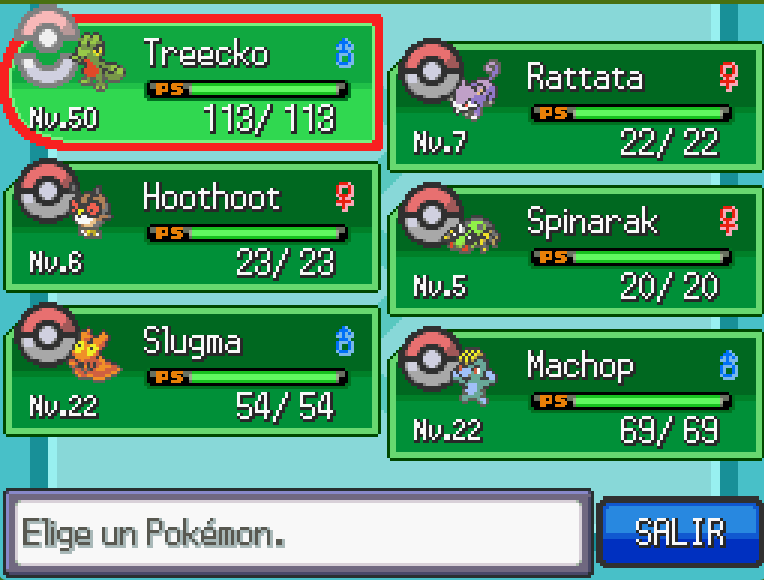 Treecko ♂
PS
Nv.50 113/ 113
Rattata ♀
PS
Nv.7 22/ 22
Hoothoot ♀
PS
Nv.6 23/ 23
Spinarak ♀
PS
Nv.5 20/ 20
Slugma ♂
PS
Nv.22 54/ 54
Machop ♂
PS
Nv.22 69/ 69
Elige un Pokémon.
SALIR